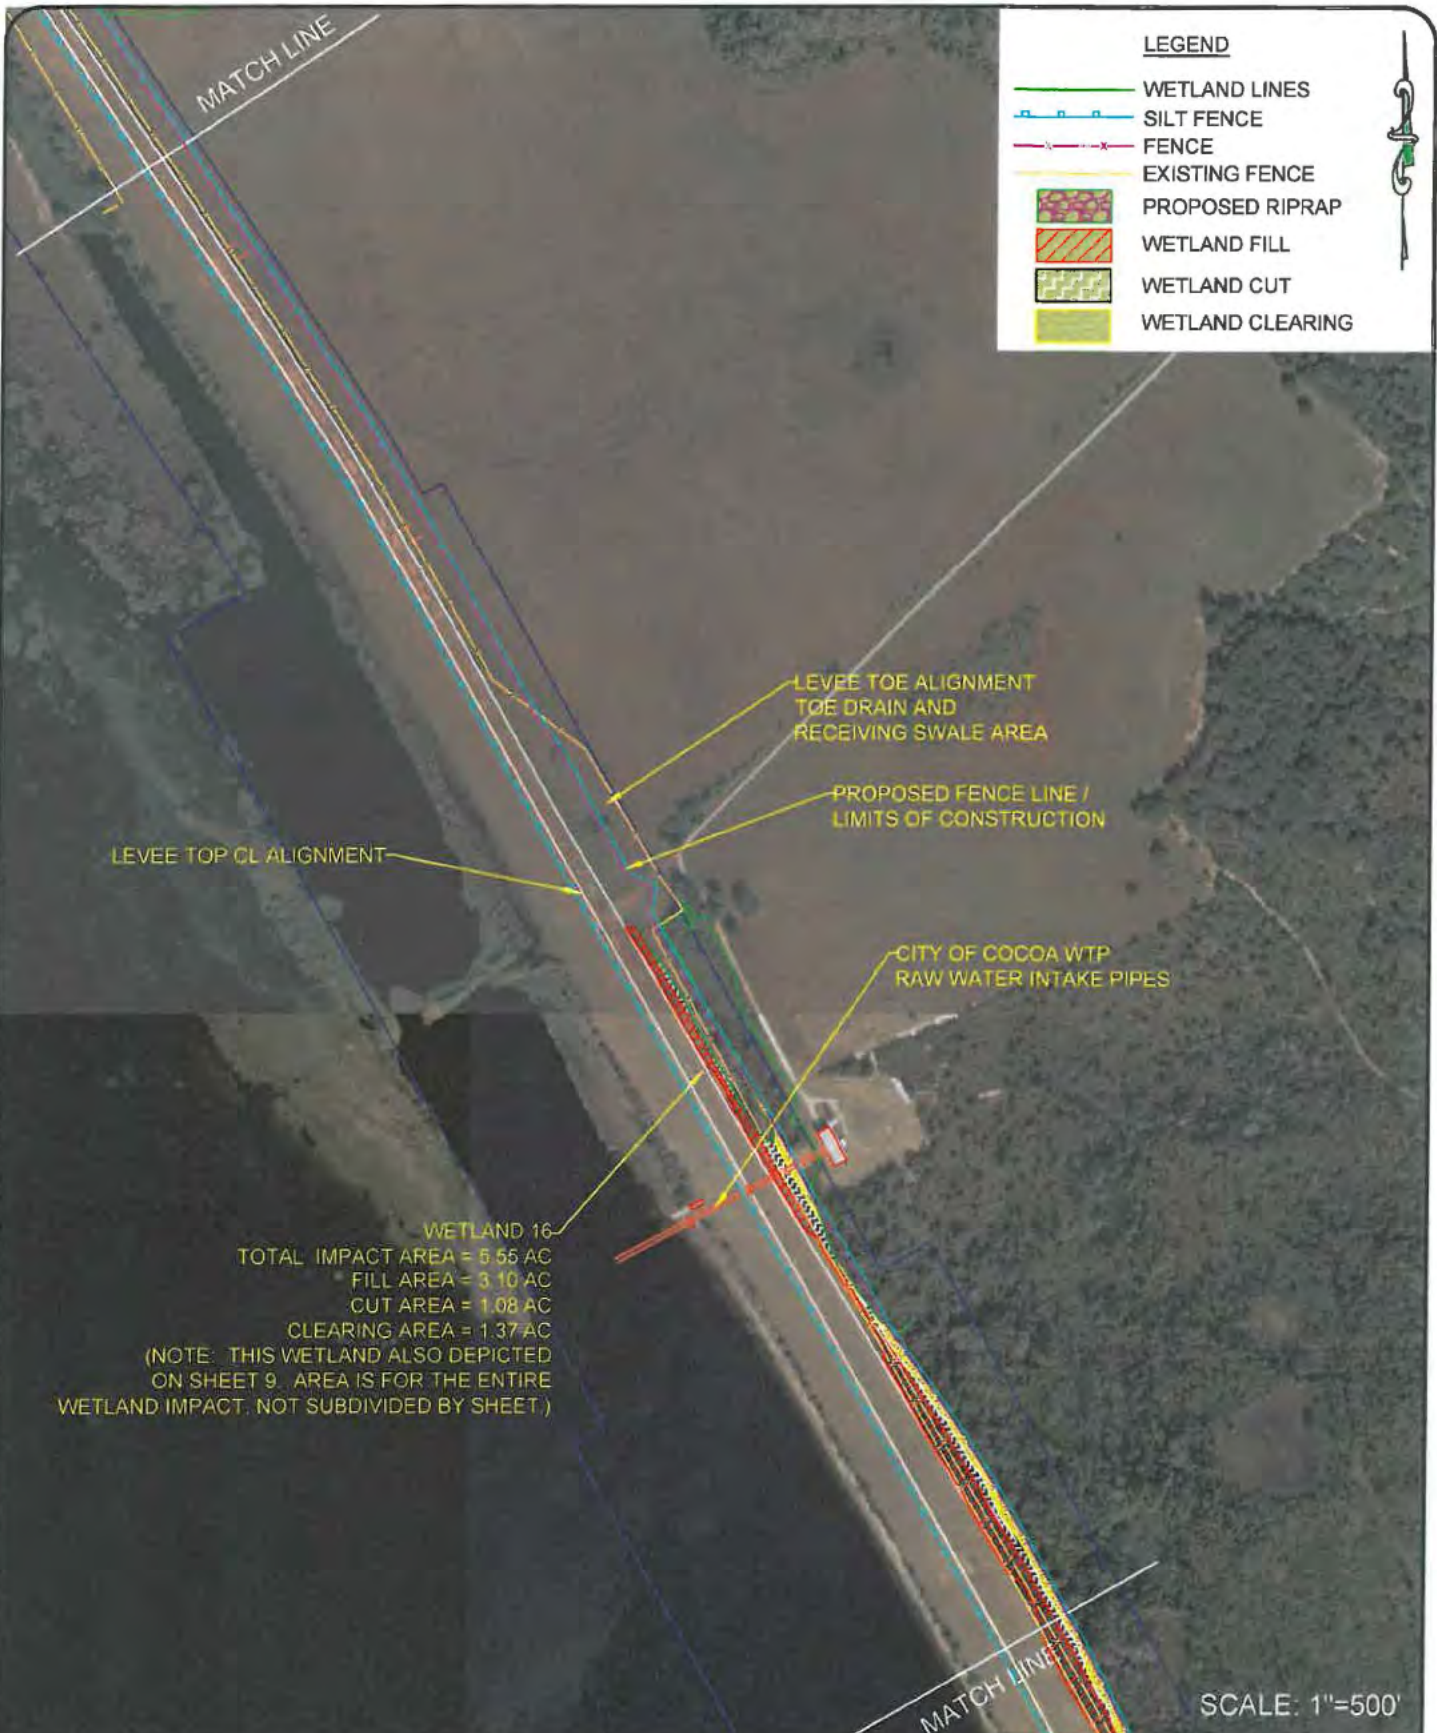 MATCH LINE
LEGEND
WETLAND LINES
SILT FENCE
FENCE
EXISTING FENCE
PROPOSED RIPRAP
WETLAND FILL
WETLAND CUT
WETLAND CLEARING
LEVEE TOE ALIGNMENT
TOE DRAIN AND
RECEIVING SWALE AREA
PROPOSED FENCE LINE /
LIMITS OF CONSTRUCTION
LEVEE TOP CL ALIGNMENT
CITY OF COCOA WTP
RAW WATER INTAKE PIPES
WETLAND 16
TOTAL IMPACT AREA = 5.55 AC
FILL AREA = 3.10 AC
CUT AREA = 1.08 AC
CLEARING AREA = 1.37 AC
(NOTE: THIS WETLAND ALSO DEPICTED
ON SHEET 9. AREA IS FOR THE ENTIRE
WETLAND IMPACT. NOT SUBDIVIDED BY SHEET.)
MATCH LINE
SCALE: 1"=500'